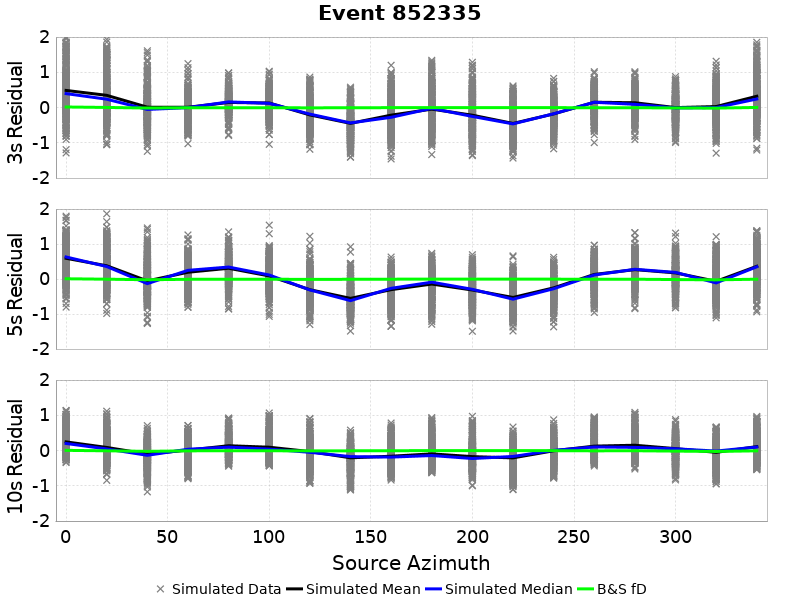 Event 852335
3s Residual
2
1
0
-1
-2
5s Residual
2
1
0
-1
-2
10s Residual
2
1
0
-1
-2
0 50 100 150 200 250 300
Source Azimuth
Simulated Data Simulated Mean Simulated Median B&S fD